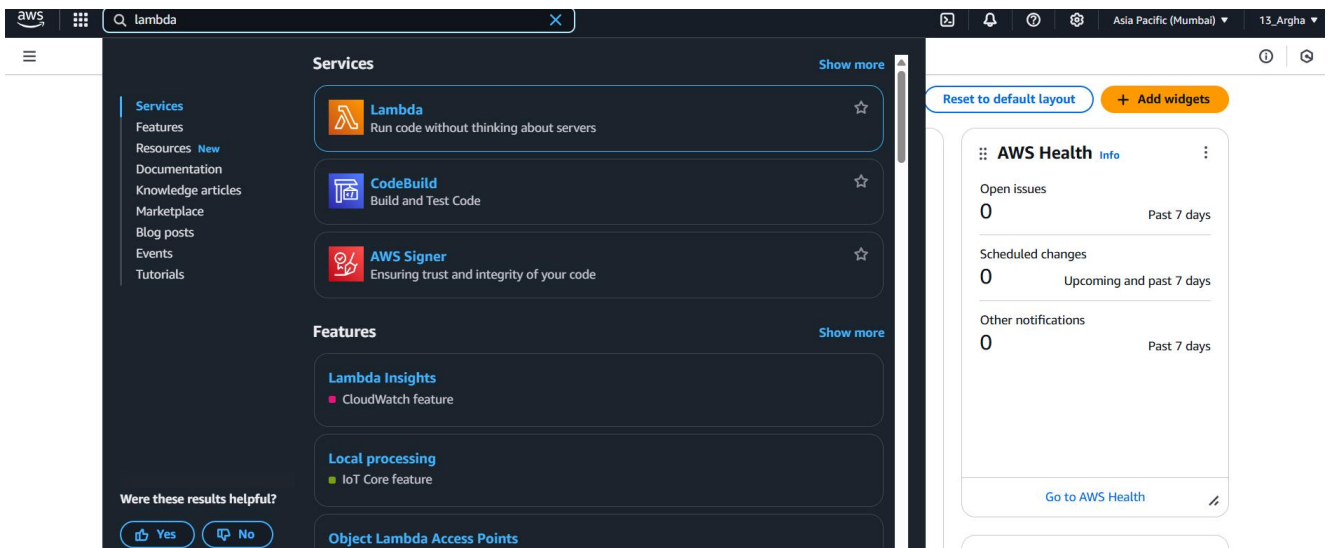 aws
lambda
Asia Pacific (Mumbai)
13_Argha
Services
Features
Resources New
Documentation
Knowledge articles
Marketplace
Blog posts
Events
Tutorials
Were these results helpful?
Yes
No
Services
Show more
Lambda
Run code without thinking about servers
CodeBuild
Build and Test Code
AWS Signer
Ensuring trust and integrity of your code
Features
Show more
Lambda Insights
CloudWatch feature
Local processing
IoT Core feature
Object Lambda Access Points
Reset to default layout
+ Add widgets
AWS Health Info
Open issues
0 Past 7 days
Scheduled changes
0 Upcoming and past 7 days
Other notifications
0 Past 7 days
Go to AWS Health